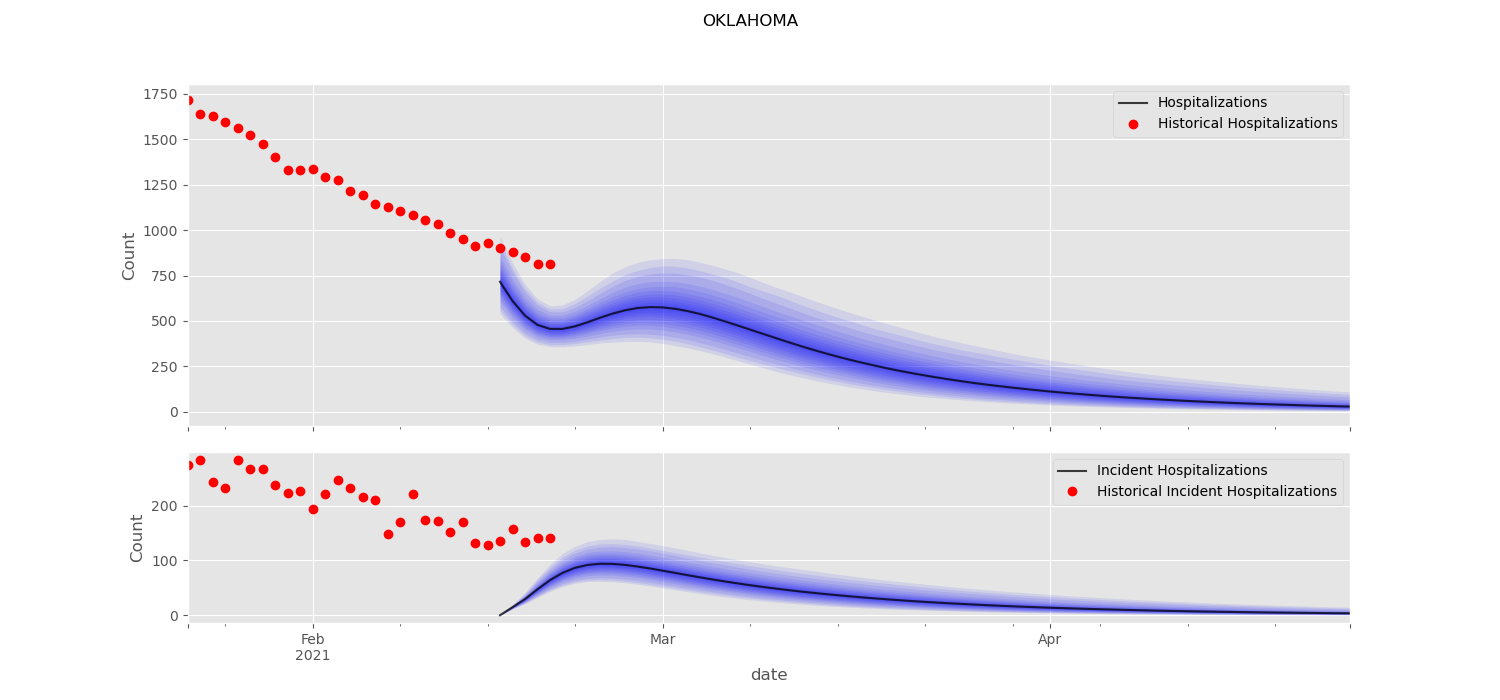 OKLAHOMA
1750
1500
1250
1000
750
500
250
0
Count
Hospitalizations
Historical Hospitalizations
200
100
0
Count
Incident Hospitalizations
Historical Incident Hospitalizations
Feb
2021
Mar
Apr
date